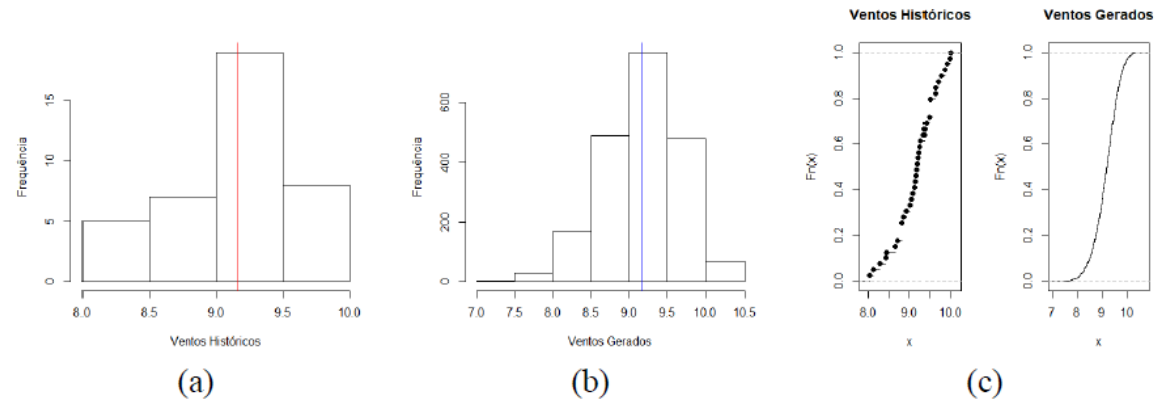 Frequência
0 5 10 15
8.0 8.5 9.0 9.5 10.0
Ventos Históricos
(a)
Frequência
0 200 400 600
7.0 7.5 8.0 8.5 9.0 9.5 10.0 10.5
Ventos Gerados
(b)
Ventos Históricos
Fn(x)
0.0 0.2 0.4 0.6 0.8 1.0
8.0 9.0 10.0
x
Ventos Gerados
Fn(x)
0.0 0.2 0.4 0.6 0.8 1.0
7 8 9 10
x
(c)